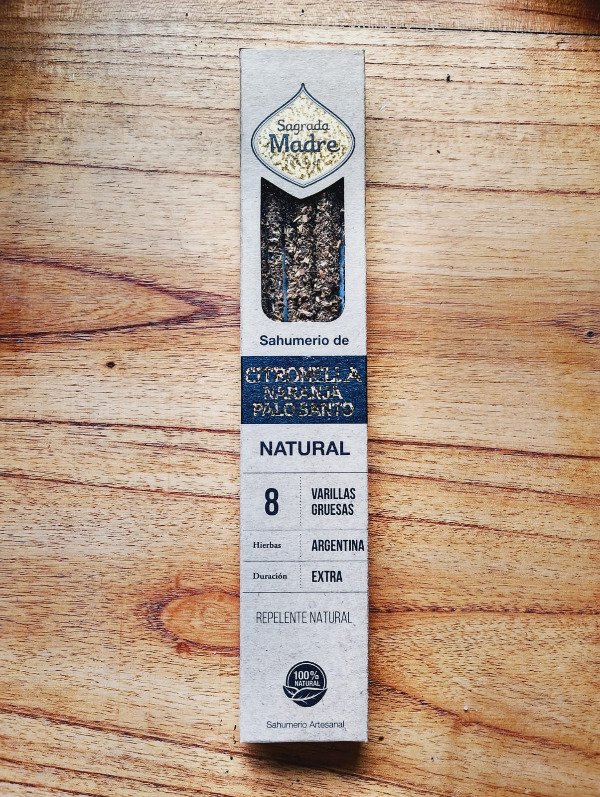 Sagrada
Madre
Sahumerio de
CITRONELLA
NARANJA
PALO SANTO
NATURAL
8 VARILLAS
GRUESAS
Hierbas ARGENTINA
Duración EXTRA
REPELENTE NATURAL
100%
NATURAL
Sahumerio Artesanal